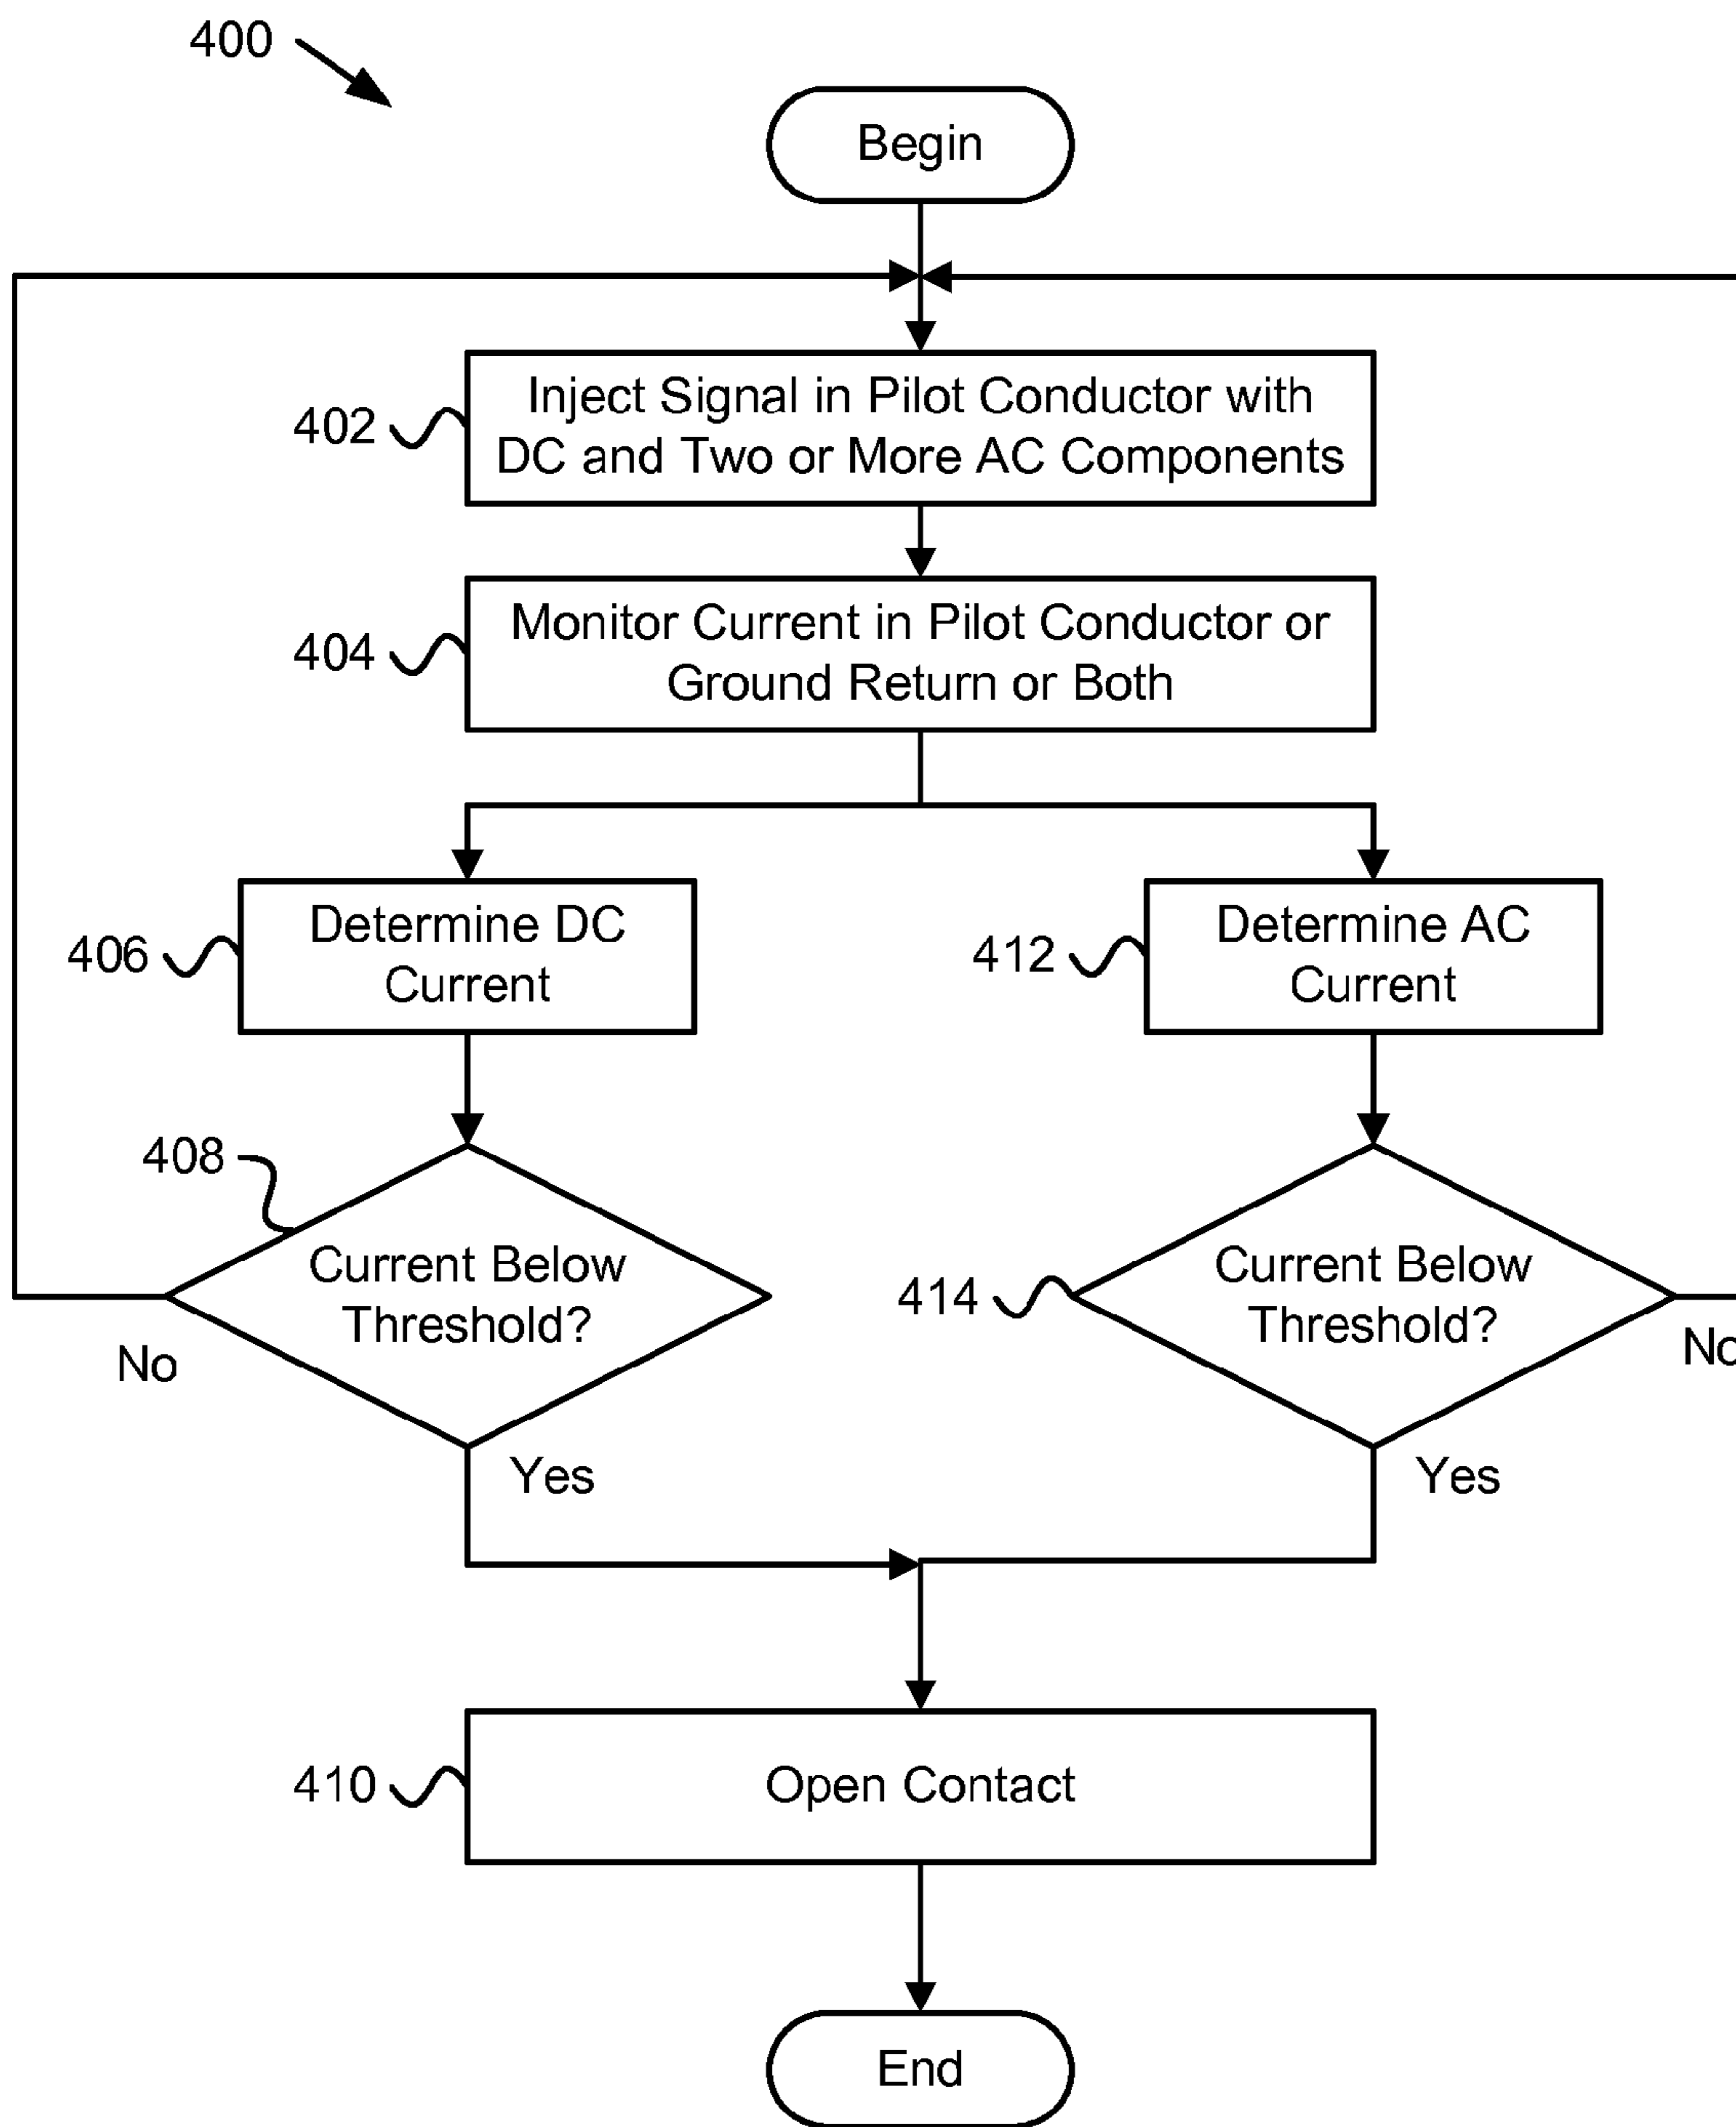 400
Begin
402
Inject Signal in Pilot Conductor with
DC and Two or More AC Components
404
Monitor Current in Pilot Conductor or
Ground Return or Both
406
Determine DC
Current
412
Determine AC
Current
408
Current Below
Threshold?
414
Current Below
Threshold?
No
No
Yes
Yes
410
Open Contact
End